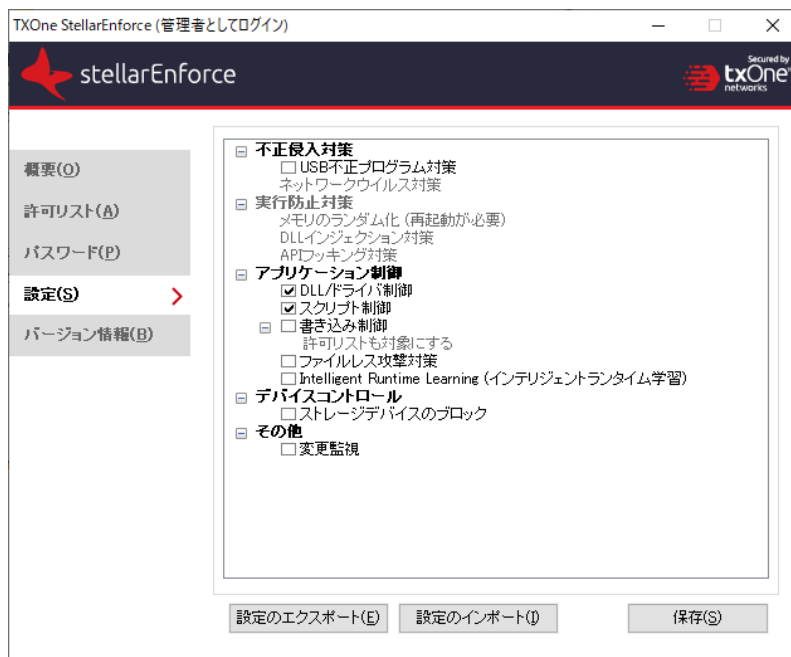 TXOne StellarEnforce (管理者としてログイン)
stellarEnforce
Secured by
txOne
networks
概要(O)
許可リスト(A)
パスワード(P)
設定(S)
バージョン情報(B)
不正侵入対策
USB不正プログラム対策
ネットワークウイルス対策
実行防止対策
メモリのランダム化 (再起動が必要)
DLLインジェクション対策
APIフッキング対策
アプリケーション制御
DLL/ドライバ制御
スクリプト制御
書き込み制御
許可リストも対象にする
ファイルレス攻撃対策
Intelligent Runtime Learning (インテリジェントランタイム学習)
デバイスコントロール
ストレージデバイスのブロック
その他
変更監視
設定のエクスポート(E)
設定のインポート(I)
保存(S)